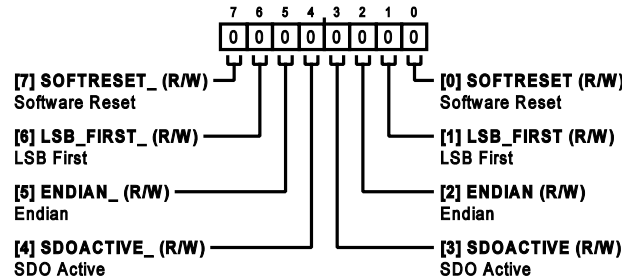 7 6 5 4 3 2 1 0
0 0 0 0 0 0 0 0
[7] SOFTRESET_ (R/W)
Software Reset
[0] SOFTRESET (R/W)
Software Reset
[6] LSB_FIRST_ (R/W)
LSB First
[1] LSB_FIRST (R/W)
LSB First
[5] ENDIAN_ (R/W)
Endian
[2] ENDIAN (R/W)
Endian
[4] SDOACTIVE_ (R/W)
SDO Active
[3] SDOACTIVE (R/W)
SDO Active